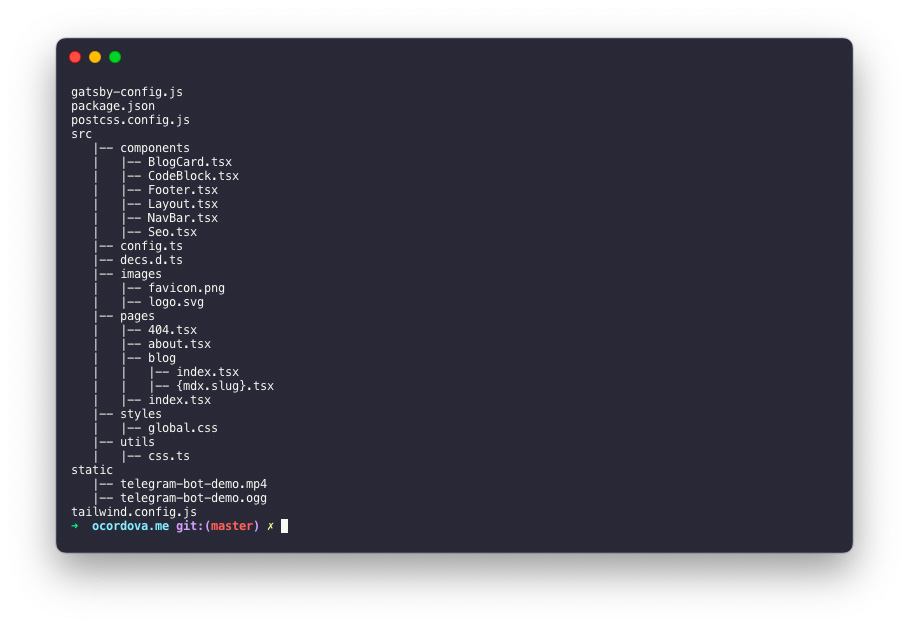 gatsby-config.js
package.json
postcss.config.js
src
   |-- components
   |   |-- BlogCard.tsx
   |   |-- CodeBlock.tsx
   |   |-- Footer.tsx
   |   |-- Layout.tsx
   |   |-- NavBar.tsx
   |   |-- Seo.tsx
   |-- config.ts
   |-- decs.d.ts
   |-- images
   |   |-- favicon.png
   |   |-- logo.svg
   |-- pages
   |   |-- 404.tsx
   |   |-- about.tsx
   |   |-- blog
   |   |   |-- index.tsx
   |   |   |-- {mdx.slug}.tsx
   |   |-- index.tsx
   |-- styles
   |   |-- global.css
   |-- utils
   |   |-- css.ts
static
   |-- telegram-bot-demo.mp4
   |-- telegram-bot-demo.ogg
tailwind.config.js
➜  ocordova.me git:(master) ✗